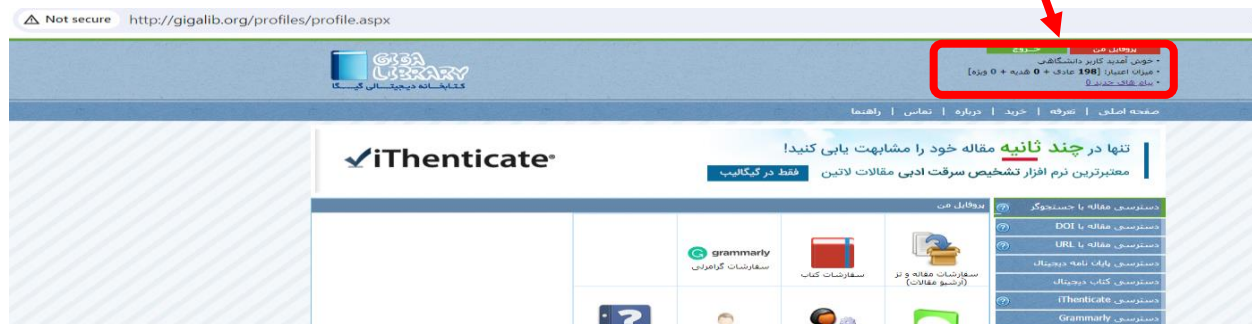 Not secure http://gigalib.org/profiles/profile.aspx
پروفایل من خـــروج
GIGA LIBRARY
کتابخــانه دیـجیتــالی گیـــگا
• خوش آمدید کاربر دانشگاهی
• میزان اعتبار: [198 عادی + 0 هدیه + 0 ویژه]
• پیام های جدید 0
صفحه اصلی | تعرفه | خرید | درباره | تماس | راهنما
تنها در چند ثانیه مقاله خود را مشابهت یابی کنید!
معتبرترین نرم افزار تشخیص سرقت ادبی مقالات لاتین فقط در گیگالیب
iThenticate®
پروفایل من
دسترسی مقاله با جستجوگر
دسترسی مقاله با DOI
دسترسی مقاله با URL
دسترسی پایان نامه دیجیتال
دسترسی کتاب دیجیتال
دسترسی iThenticate
دسترسی Grammarly
سفارشات مقاله و تز
(آرشیو مقالات)
سفارشات کتاب
grammarly
سفارشات گرامرلی